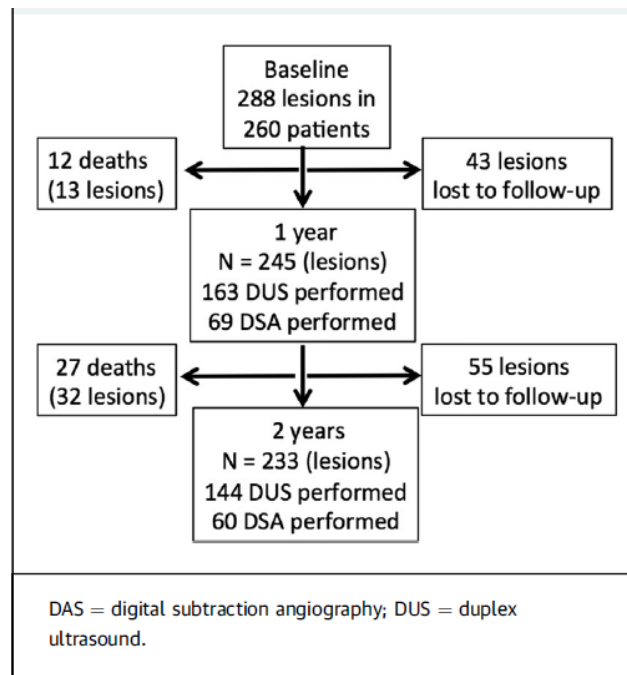 Baseline
288 lesions in
260 patients
12 deaths
(13 lesions)
43 lesions
lost to follow-up
1 year
N = 245 (lesions)
163 DUS performed
69 DSA performed
27 deaths
(32 lesions)
55 lesions
lost to follow-up
2 years
N = 233 (lesions)
144 DUS performed
60 DSA performed
DAS = digital subtraction angiography; DUS = duplex
ultrasound.